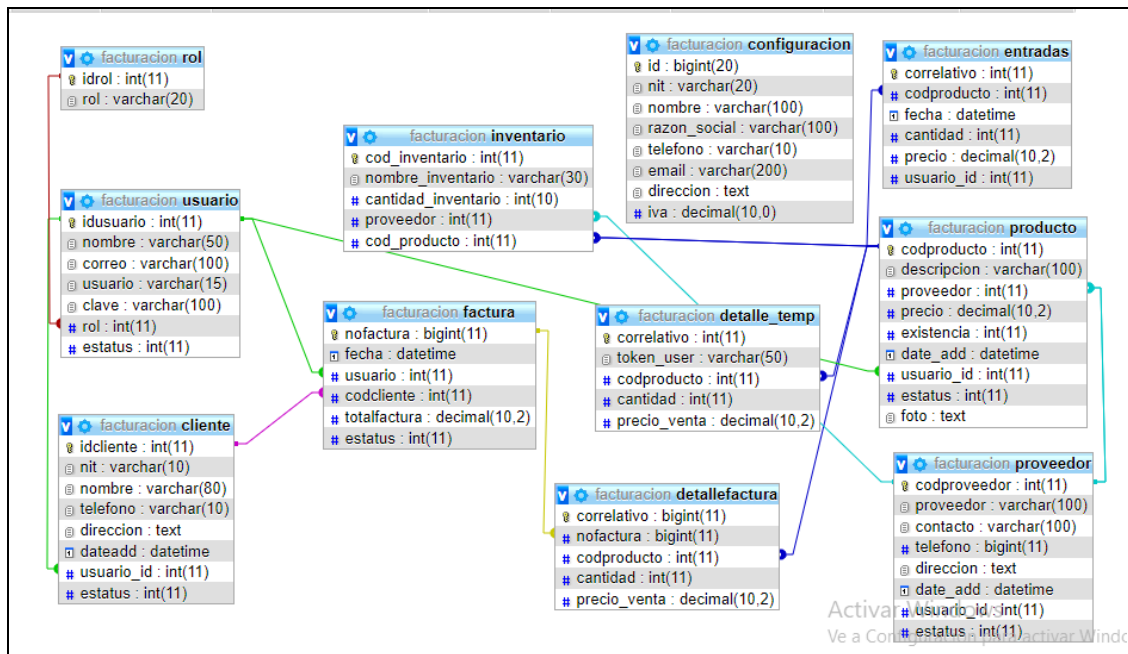 facturacion rol
idrol : int(11)
rol : varchar(20)
facturacion usuario
idusuario : int(11)
nombre : varchar(50)
correo : varchar(100)
usuario : varchar(15)
clave : varchar(100)
rol : int(11)
estatus : int(11)
facturacion cliente
idcliente : int(11)
nit : varchar(10)
nombre : varchar(80)
telefono : varchar(10)
direccion : text
dateadd : datetime
usuario_id : int(11)
estatus : int(11)
facturacion inventario
cod_inventario : int(11)
nombre_inventario : varchar(30)
cantidad_inventario : int(10)
proveedor : int(11)
cod_producto : int(11)
facturacion factura
nofactura : bigint(11)
fecha : datetime
usuario : int(11)
codcliente : int(11)
totalfactura : decimal(10,2)
estatus : int(11)
facturacion configuracion
id : bigint(20)
nit : varchar(20)
nombre : varchar(100)
razon_social : varchar(100)
telefono : varchar(10)
email : varchar(200)
direccion : text
iva : decimal(10,0)
facturacion detalle_temp
correlativo : int(11)
token_user : varchar(50)
codproducto : int(11)
cantidad : int(11)
precio_venta : decimal(10,2)
facturacion detallefactura
correlativo : bigint(11)
nofactura : bigint(11)
codproducto : int(11)
cantidad : int(11)
precio_venta : decimal(10,2)
facturacion entradas
correlativo : int(11)
codproducto : int(11)
fecha : datetime
cantidad : int(11)
precio : decimal(10,2)
usuario_id : int(11)
facturacion producto
codproducto : int(11)
descripcion : varchar(100)
proveedor : int(11)
precio : decimal(10,2)
existencia : int(11)
date_add : datetime
usuario_id : int(11)
estatus : int(11)
foto : text
facturacion proveedor
codproveedor : int(11)
proveedor : varchar(100)
contacto : varchar(100)
telefono : bigint(11)
direccion : text
date_add : datetime
usuario_id : int(11)
estatus : int(11)
Activar Windows
Ve a Configuración para activar Windo